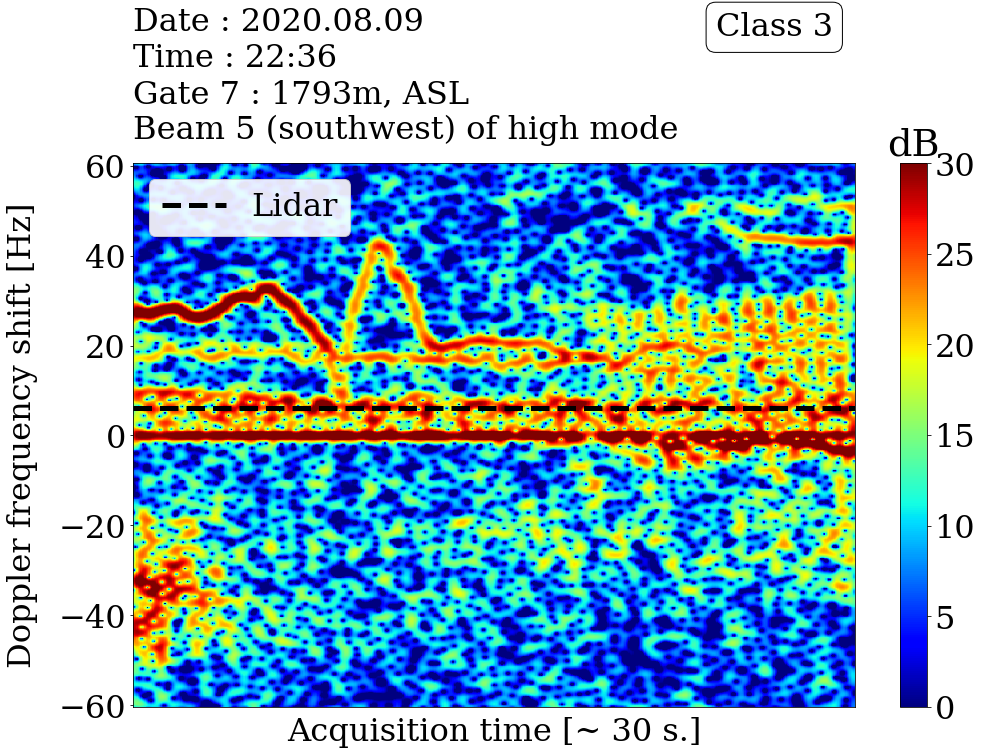 Date : 2020.08.09
Time : 22:36
Gate 7 : 1793m, ASL
Beam 5 (southwest) of high mode
Class 3
dB
Lidar
Doppler frequency shift [Hz]
60
40
20
0
−20
−40
−60
30
25
20
15
10
5
0
Acquisition time [~ 30 s.]